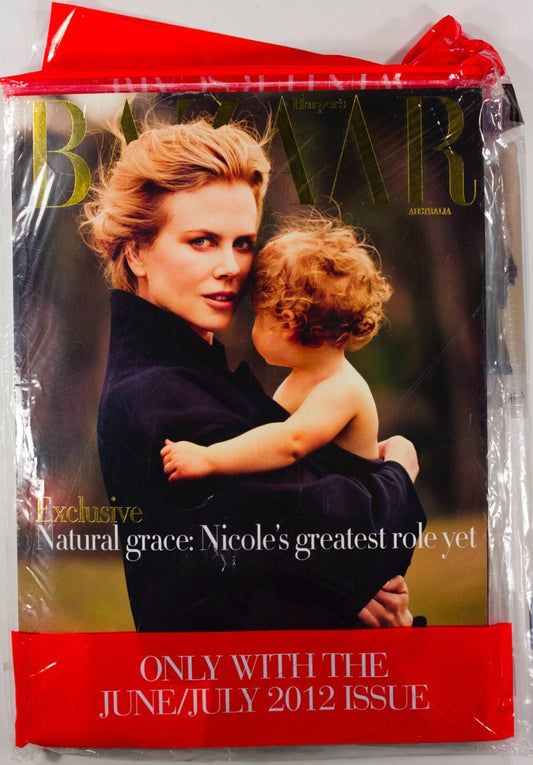 Harper's
BAZAAR
AUSTRALIA
Exclusive
Natural grace: Nicole's greatest role yet
ONLY WITH THE
JUNE/JULY 2012 ISSUE